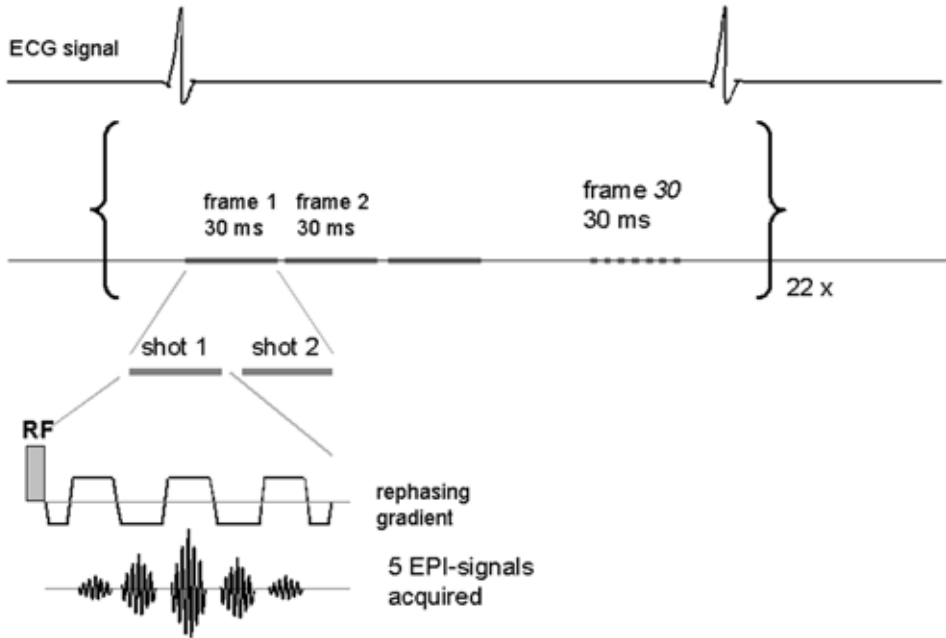 ECG signal
frame 1
30 ms
frame 2
30 ms
frame 30
30 ms
22 x
shot 1
shot 2
RF
rephasing
gradient
5 EPI-signals
acquired